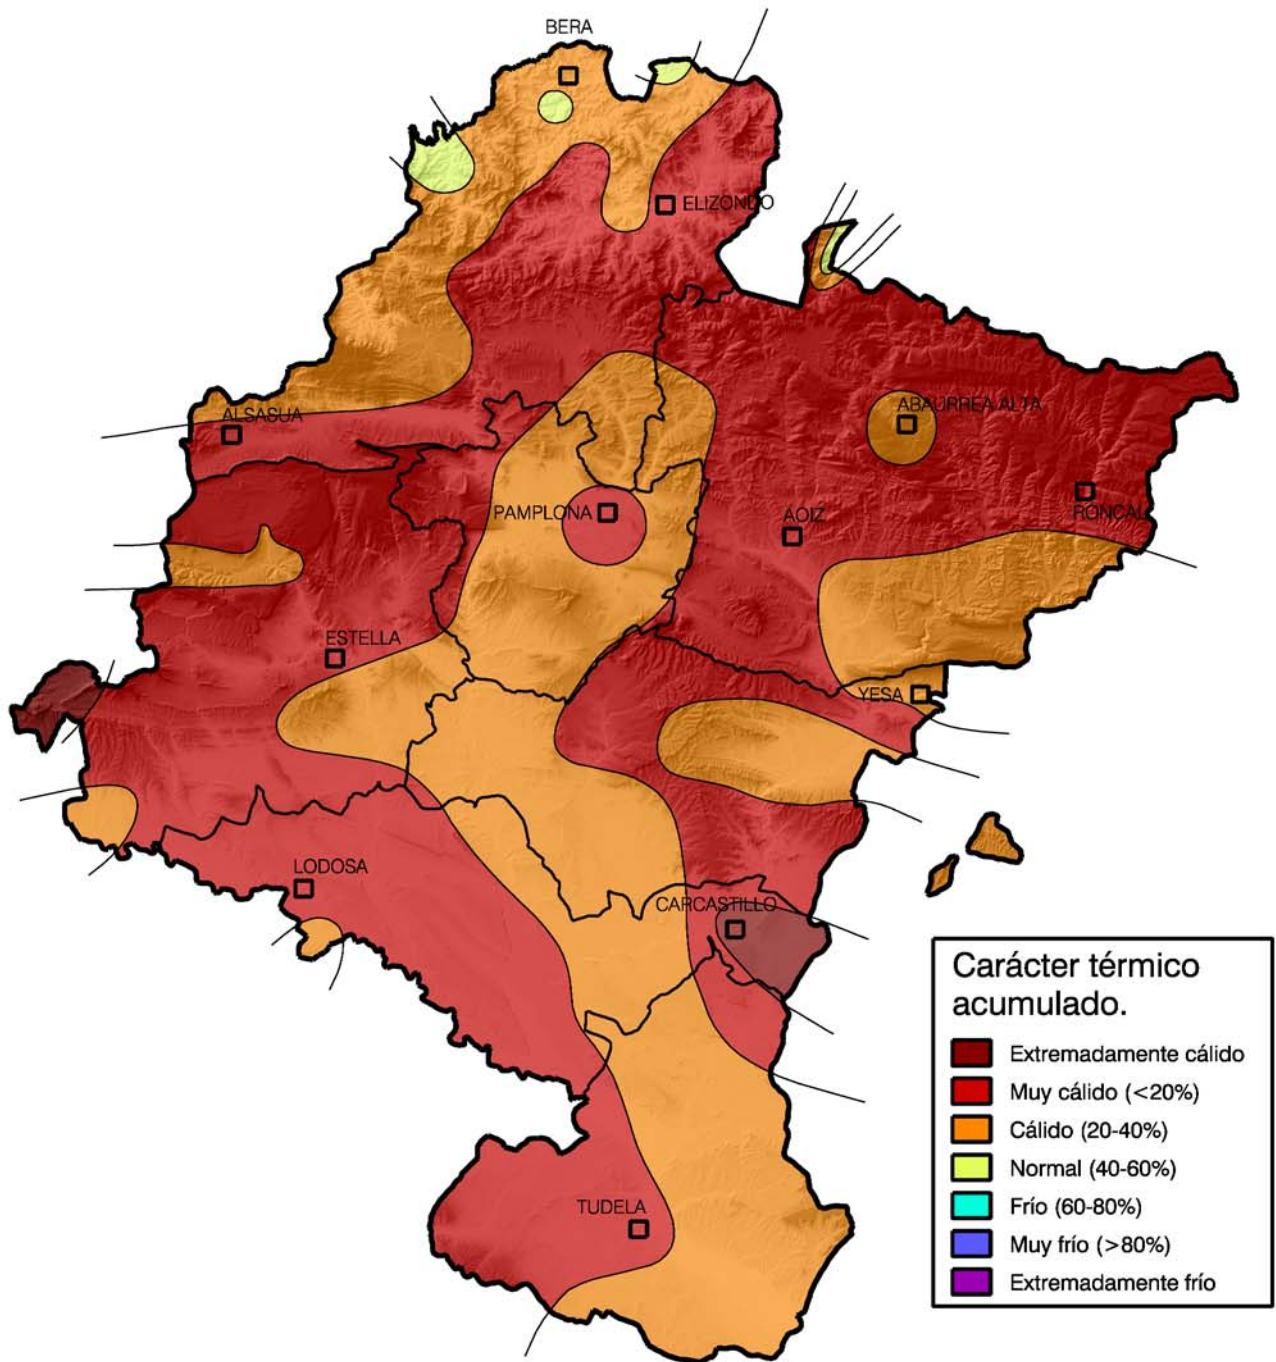 BERA
ELIZONDO
ALSASUA
ABAURREA ALTA
PAMPLONA
AOIZ
RONCAL
ESTELLA
YESA
LODOSA
CARCASTILLO
TUDELA
Carácter térmico
acumulado.
Extremadamente cálido
Muy cálido (<20%)
Cálido (20-40%)
Normal (40-60%)
Frío (60-80%)
Muy frío (>80%)
Extremadamente frío